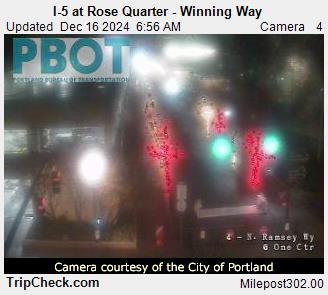 I-5 at Rose Quarter - Winning Way
Updated Dec 16 2024 6:56 AM Camera 4
PBOT
PORTLAND BUREAU OF TRANSPORTATION
4 - N. Ramsey Wy
@ One Ctr
Camera courtesy of the City of Portland
TripCheck.com Milepost302.00